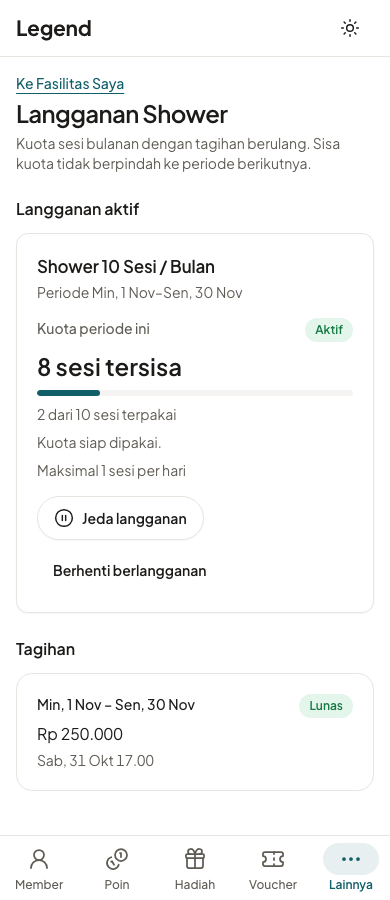 Legend
Ke Fasilitas Saya
Langganan Shower
Kuota sesi bulanan dengan tagihan berulang. Sisa
kuota tidak berpindah ke periode berikutnya.
Langganan aktif
Shower 10 Sesi / Bulan
Periode Min, 1 Nov–Sen, 30 Nov
Kuota periode ini
Aktif
8 sesi tersisa
2 dari 10 sesi terpakai
Kuota siap dipakai.
Maksimal 1 sesi per hari
Jeda langganan
Berhenti berlangganan
Tagihan
Min, 1 Nov – Sen, 30 Nov
Lunas
Rp 250.000
Sab, 31 Okt 17.00
Member
Poin
Hadiah
Voucher
Lainnya